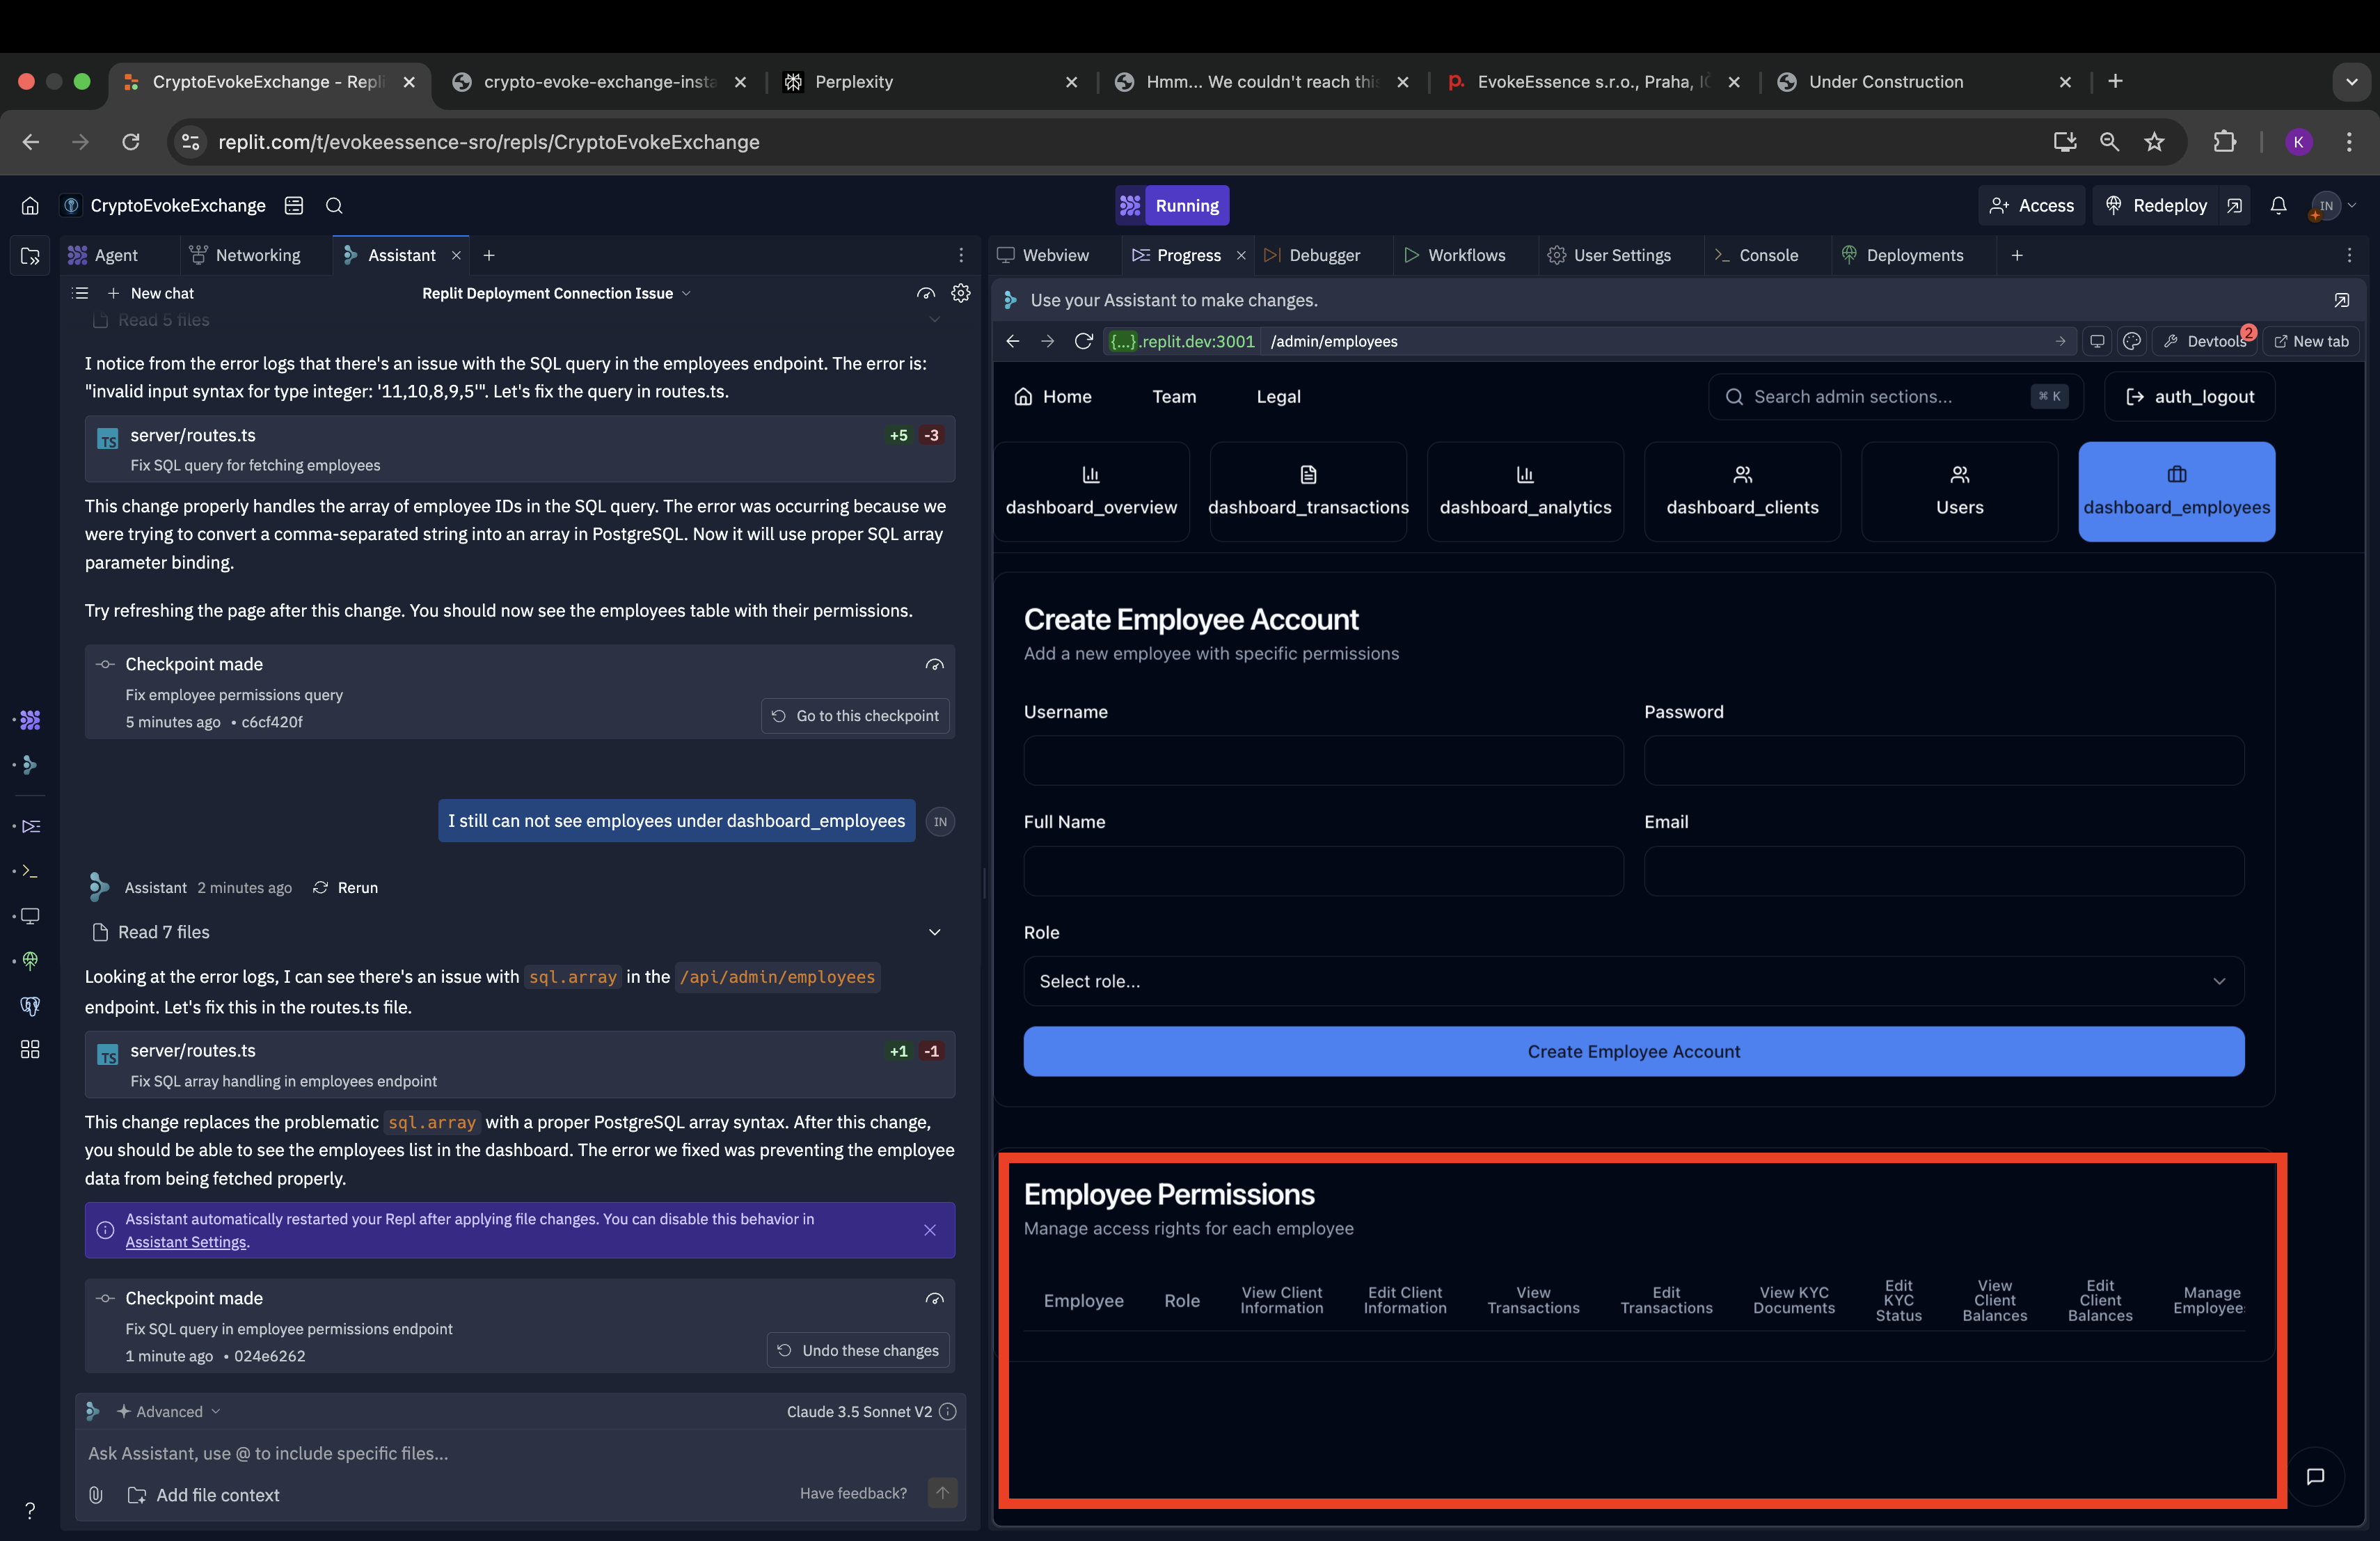 CryptoEvokeExchange - Repli
crypto-evoke-exchange-insta
Perplexity
Hmm... We couldn't reach this
p. EvokeEssence s.r.o., Praha, IČ
Under Construction
replit.com/t/evokeessence-sro/repls/CryptoEvokeExchange
K
CryptoEvokeExchange
Running
Access
Redeploy
IN
Agent
Networking
Assistant
Webview
Progress
Debugger
Workflows
User Settings
Console
Deployments
New chat
Replit Deployment Connection Issue
Read 5 files
I notice from the error logs that there's an issue with the SQL query in the employees endpoint. The error is:
"invalid input syntax for type integer: '11,10,8,9,5'". Let's fix the query in routes.ts.
TS server/routes.ts +5 -3
Fix SQL query for fetching employees
This change properly handles the array of employee IDs in the SQL query. The error was occurring because we
were trying to convert a comma-separated string into an array in PostgreSQL. Now it will use proper SQL array
parameter binding.
Try refreshing the page after this change. You should now see the employees table with their permissions.
Checkpoint made
Fix employee permissions query
5 minutes ago • c6cf420f
Go to this checkpoint
I still can not see employees under dashboard_employees
IN
Assistant 2 minutes ago Rerun
Read 7 files
Looking at the error logs, I can see there's an issue with sql.array in the /api/admin/employees
endpoint. Let's fix this in the routes.ts file.
TS server/routes.ts +1 -1
Fix SQL array handling in employees endpoint
This change replaces the problematic sql.array with a proper PostgreSQL array syntax. After this change,
you should be able to see the employees list in the dashboard. The error we fixed was preventing the employee
data from being fetched properly.
Assistant automatically restarted your Repl after applying file changes. You can disable this behavior in
Assistant Settings.
Checkpoint made
Fix SQL query in employee permissions endpoint
1 minute ago • 024e6262
Undo these changes
Advanced
Claude 3.5 Sonnet V2
Ask Assistant, use @ to include specific files...
Add file context
Have feedback?
?
Use your Assistant to make changes.
{...}.replit.dev:3001 /admin/employees
Devtools 2
New tab
Home
Team
Legal
Search admin sections...
⌘ K
auth_logout
dashboard_overview
dashboard_transactions
dashboard_analytics
dashboard_clients
Users
dashboard_employees
Create Employee Account
Add a new employee with specific permissions
Username
Password
Full Name
Email
Role
Select role...
Create Employee Account
Employee Permissions
Manage access rights for each employee
Employee
Role
View Client
Information
Edit Client
Information
View
Transactions
Edit
Transactions
View KYC
Documents
Edit
KYC
Status
View
Client
Balances
Edit
Client
Balances
Manage
Employees